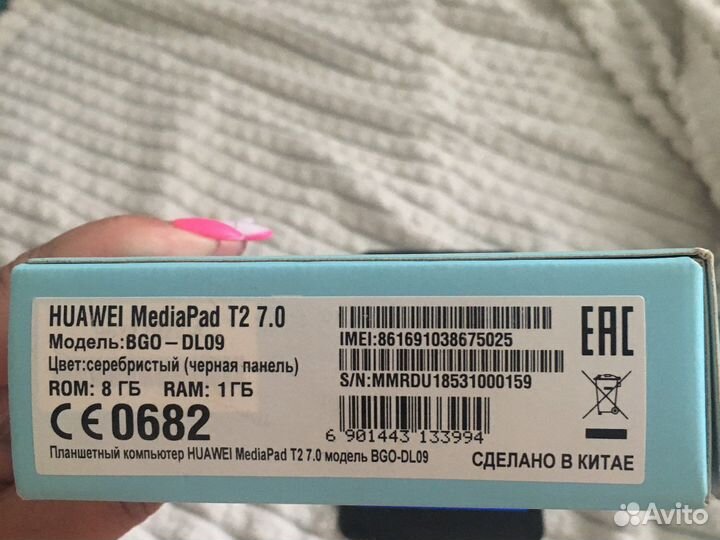 HUAWEI MediaPad T2 7.0
Модель:BGO-DL09
Цвет:серебристый (черная панель)
ROM: 8 ГБ RAM: 1 ГБ
CE0682
Планшетный компьютер HUAWEI MediaPad T2 7.0 модель BGO-DL09
IMEI:861691038675025
S/N:MMRDU18531000159
6 901443 133994
EAC
СДЕЛАНО В КИТАЕ
Avito